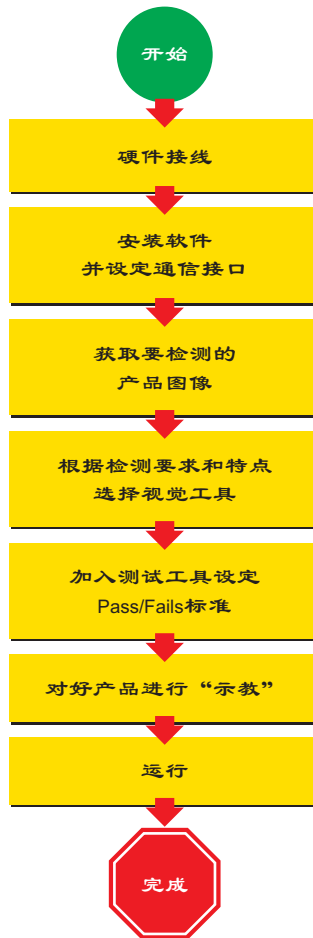 开始
硬件接线
安装软件
并设定通信接口
获取要检测的
产品图像
根据检测要求和特点
选择视觉工具
加入测试工具设定
Pass/Fails标准
对好产品进行“示教”
运行
完成